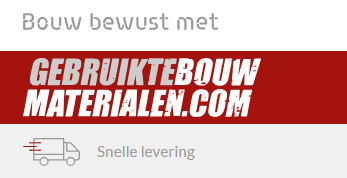 Bouw bewust met
GEBRUIKTEBOUW
MATERIALEN.COM
Snelle levering